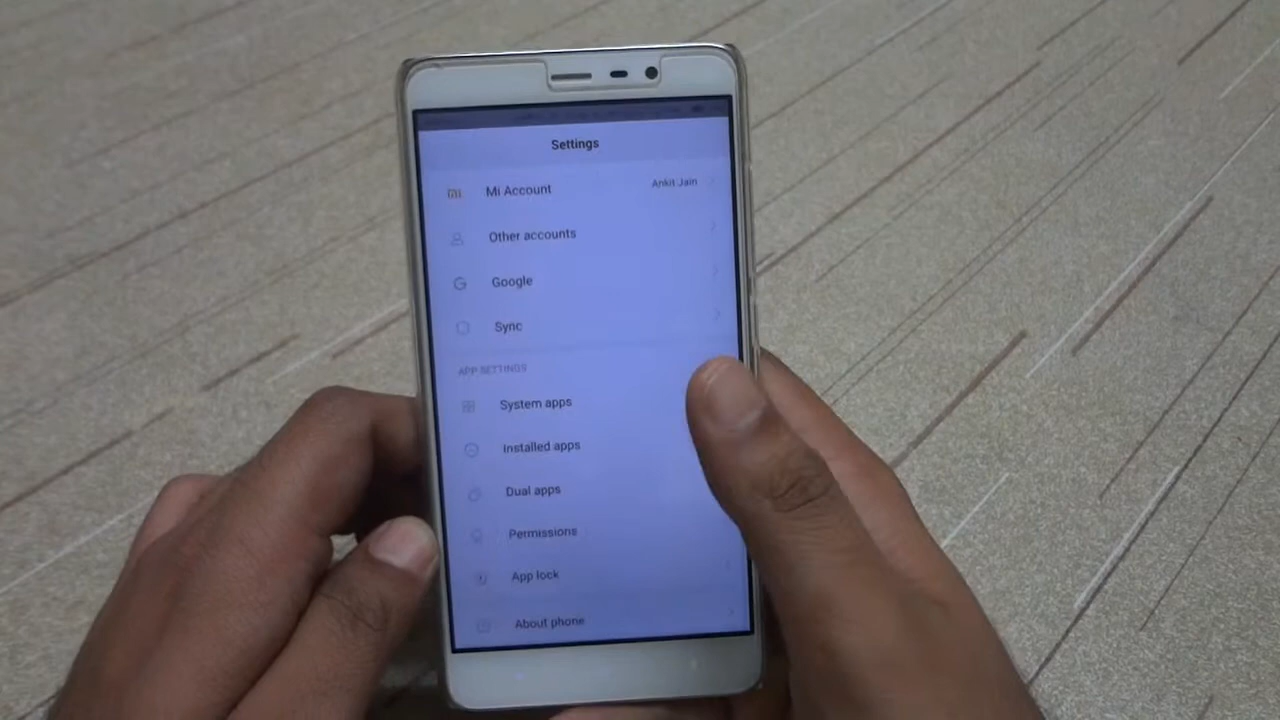 Settings
Mi Account Ankit Jain
Other accounts
Google
Sync
APP SETTINGS
System apps
Installed apps
Dual apps
Permissions
App lock
About phone